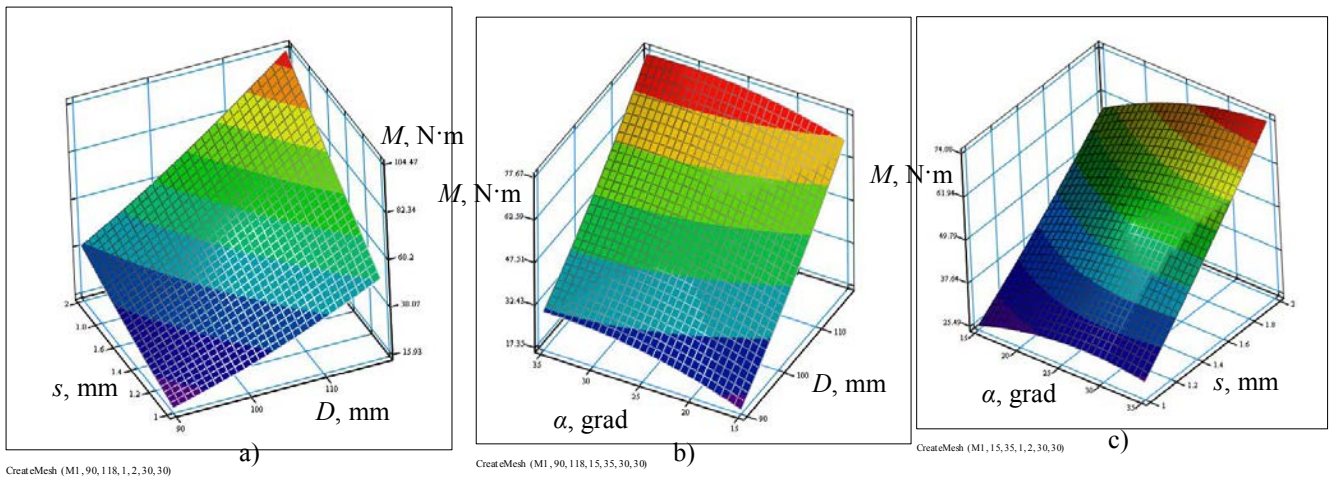 M, N·m
104.47
82.34
60.2
38.07
15.93
2
1.8
1.6
1.4
1.2
1
90
100
110
s, mm
D, mm
a)
CreateMesh (M1, 90, 118, 1, 2, 30, 30)
M, N·m
77.67
62.59
47.51
32.43
17.35
35
30
25
20
15
90
100
110
α, grad
D, mm
b)
CreateMesh (M1, 90, 118, 15, 35, 30, 30)
M, N·m
74.09
61.94
49.79
37.64
25.49
15
20
25
30
35
1
1.2
1.4
1.6
1.8
2
α, grad
s, mm
c)
CreateMesh (M1, 15, 35, 1, 2, 30, 30)